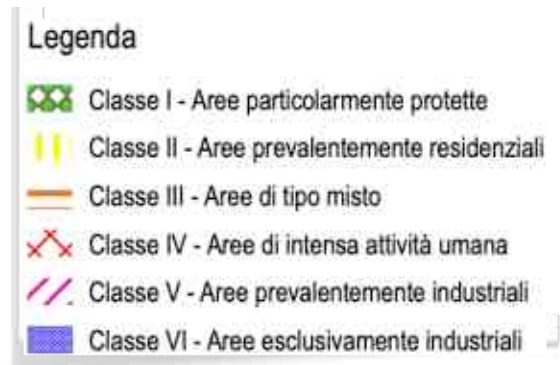 Legenda
Classe I - Aree particolarmente protette
Classe II - Aree prevalentemente residenziali
Classe III - Aree di tipo misto
Classe IV - Aree di intensa attività umana
Classe V - Aree prevalentemente industriali
Classe VI - Aree esclusivamente industriali